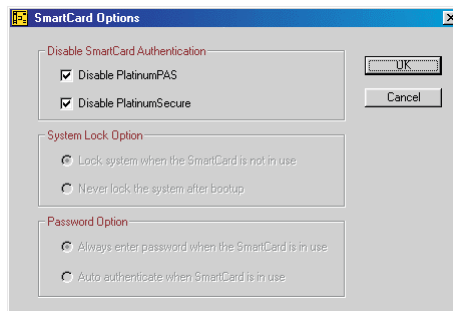 SmartCard Options
Disable SmartCard Authentication
Disable PlatinumPAS
Disable PlatinumSecure
OK
Cancel
System Lock Option
Lock system when the SmartCard is not in use
Never lock the system after bootup
Password Option
Always enter password when the SmartCard is in use
Auto authenticate when SmartCard is in use